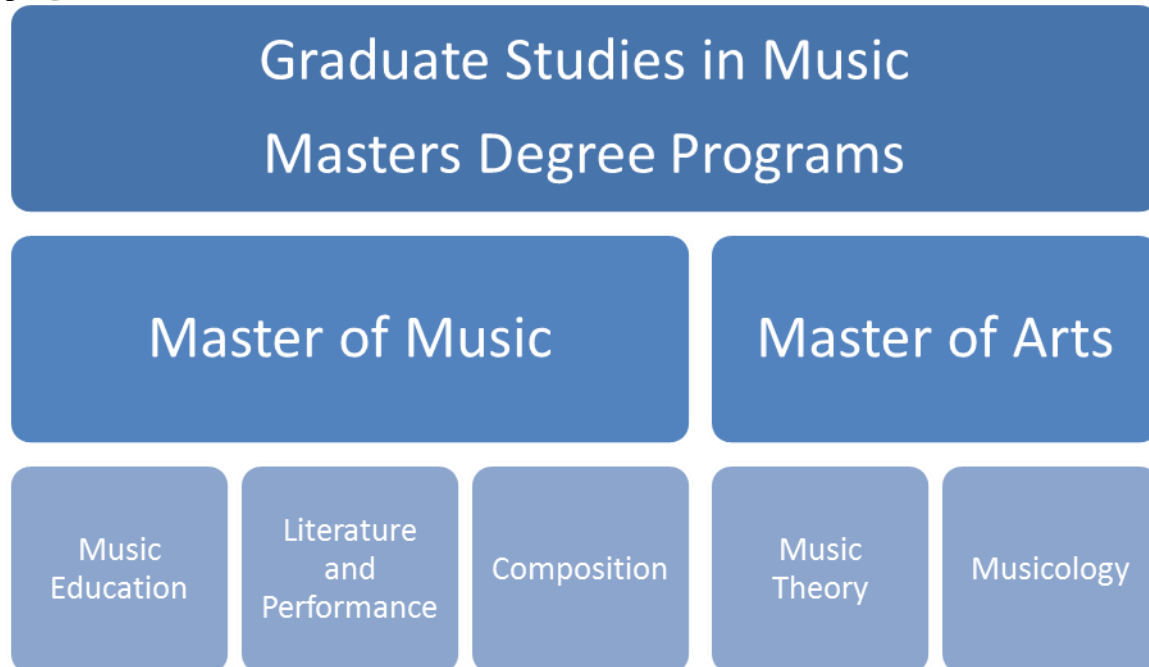 Graduate Studies in Music
Masters Degree Programs
Master of Music
Master of Arts
Music
Education
Literature
and
Performance
Composition
Music
Theory
Musicology